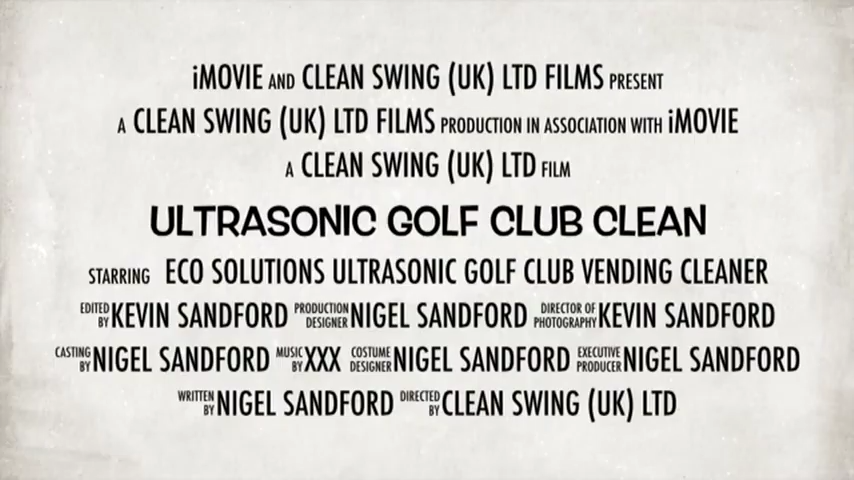 iMOVIE AND CLEAN SWING (UK) LTD FILMS PRESENT
A CLEAN SWING (UK) LTD FILMS PRODUCTION IN ASSOCIATION WITH iMOVIE
A CLEAN SWING (UK) LTD FILM
ULTRASONIC GOLF CLUB CLEAN
STARRING ECO SOLUTIONS ULTRASONIC GOLF CLUB VENDING CLEANER
EDITED BY KEVIN SANDFORD PRODUCTION DESIGNER NIGEL SANDFORD DIRECTOR OF PHOTOGRAPHY KEVIN SANDFORD
CASTING BY NIGEL SANDFORD MUSIC BY XXX COSTUME DESIGNER NIGEL SANDFORD EXECUTIVE PRODUCER NIGEL SANDFORD
WRITTEN BY NIGEL SANDFORD DIRECTED BY CLEAN SWING (UK) LTD